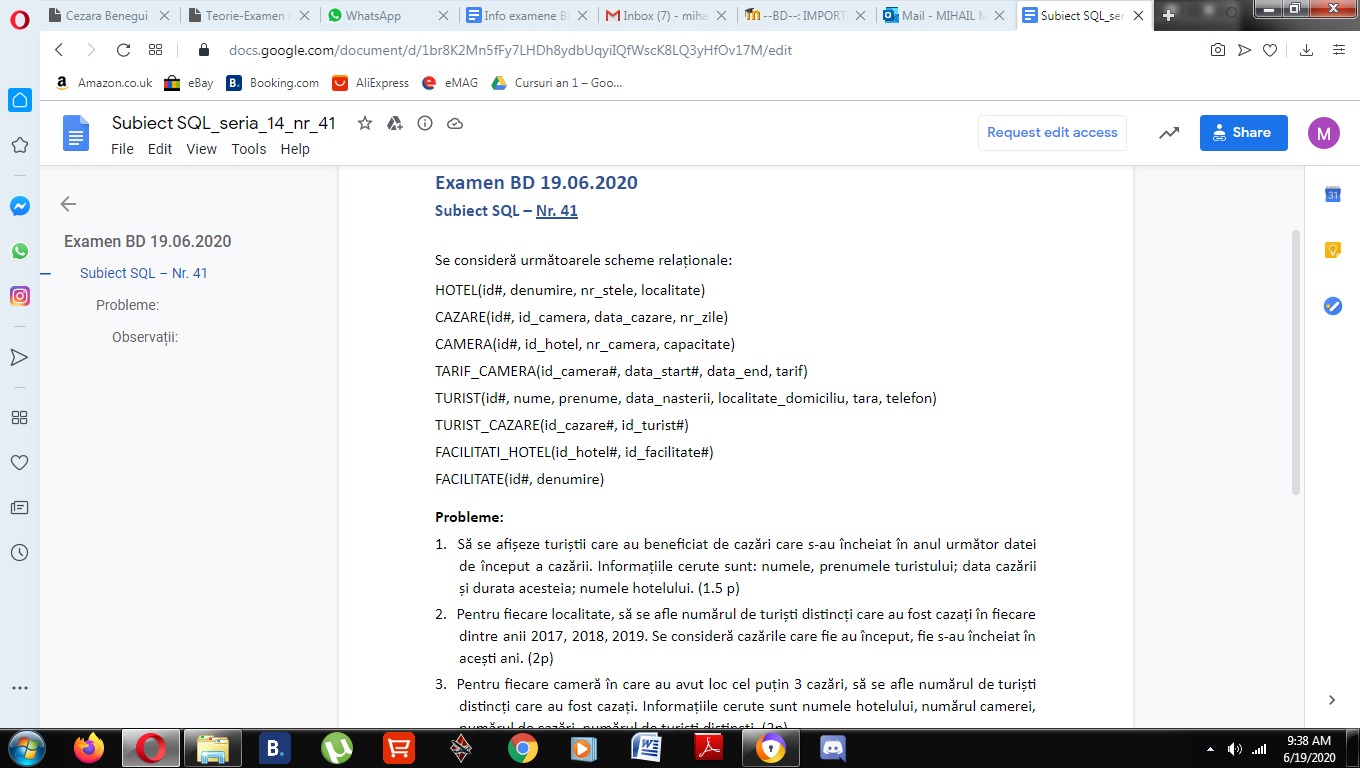 Cezara Benegui
Teorie-Examen (
WhatsApp
Info examene BD
Inbox (7) - miha
--BD--: IMPORT
Mail - MIHAIL M
Subiect SQL_seri
docs.google.com/document/d/1br8K2Mn5fFy7LHDh8ydbUqyiIQfWscK8LQ3yHfOv17M/edit
Amazon.co.uk
eBay
Booking.com
AliExpress
eMAG
Cursuri an 1 – Goo...
Subiect SQL_seria_14_nr_41
File Edit View Tools Help
Request edit access
Share
M
Examen BD 19.06.2020
Subiect SQL – Nr. 41
Probleme:
Observații:
Examen BD 19.06.2020
Subiect SQL – Nr. 41
Se consideră următoarele scheme relaționale:
HOTEL(id#, denumire, nr_stele, localitate)
CAZARE(id#, id_camera, data_cazare, nr_zile)
CAMERA(id#, id_hotel, nr_camera, capacitate)
TARIF_CAMERA(id_camera#, data_start#, data_end, tarif)
TURIST(id#, nume, prenume, data_nasterii, localitate_domiciliu, tara, telefon)
TURIST_CAZARE(id_cazare#, id_turist#)
FACILITATI_HOTEL(id_hotel#, id_facilitate#)
FACILITATE(id#, denumire)
Probleme:
1. Să se afișeze turiștii care au beneficiat de cazări care s-au încheiat în anul următor datei
de început a cazării. Informațiile cerute sunt: numele, prenumele turistului; data cazării
și durata acesteia; numele hotelului. (1.5 p)
2. Pentru fiecare localitate, să se afle numărul de turiști distincți care au fost cazați în fiecare
dintre anii 2017, 2018, 2019. Se consideră cazările care fie au început, fie s-au încheiat în
acești ani. (2p)
3. Pentru fiecare cameră în care au avut loc cel puțin 3 cazări, să se afle numărul de turiști
distincți care au fost cazați. Informațiile cerute sunt numele hotelului, numărul camerei,
numărul de cazări, numărul de turiști distincți. (2p)
31
9:38 AM
6/19/2020